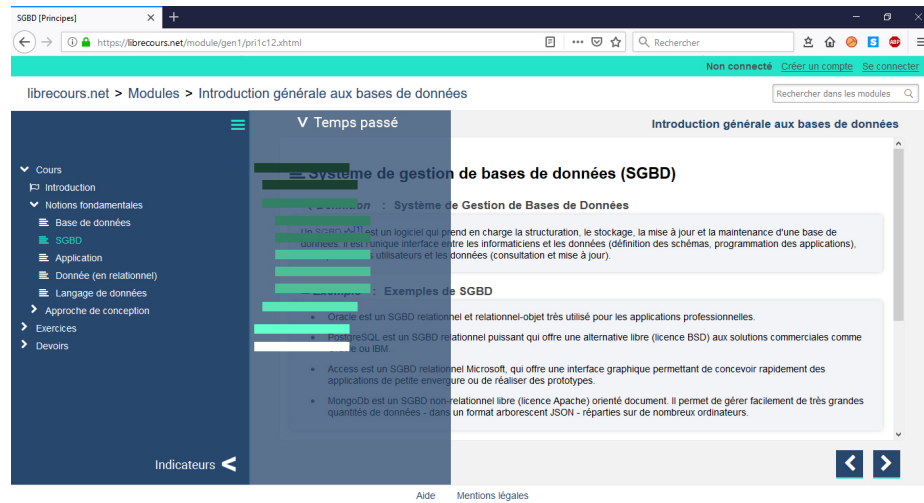 SGBD [Principes]
https://librecours.net/module/gen1/pri1c12.xhtml
Rechercher
Non connecté Créer un compte Se connecter
librecours.net > Modules > Introduction générale aux bases de données
Rechercher dans les modules
Temps passé
Introduction générale aux bases de données
Cours
Introduction
Notions fondamentales
Base de données
SGBD
Application
Donnée (en relationnel)
Langage de données
Approche de conception
Exercices
Devoirs
Indicateurs
Système de gestion de bases de données (SGBD)
: Système de Gestion de Bases de Données
est un logiciel qui prend en charge la structuration, le stockage, la mise à jour et la maintenance d'une base de
données. Il est l'unique interface entre les informaticiens et les données (définition des schémas, programmation des applications),
utilisateurs et les données (consultation et mise à jour).
Exemple : Exemples de SGBD
Oracle est un SGBD relationnel et relationnel-objet très utilisé pour les applications professionnelles.
PostgreSQL est un SGBD relationnel puissant qui offre une alternative libre (licence BSD) aux solutions commerciales comme
ou IBM.
Access est un SGBD relationnel Microsoft, qui offre une interface graphique permettant de concevoir rapidement des
applications de petite envergure ou de réaliser des prototypes.
MongoDb est un SGBD non-relationnel libre (licence Apache) orienté document. Il permet de gérer facilement de très grandes
quantités de données - dans un format arborescent JSON - réparties sur de nombreux ordinateurs.
Aide Mentions légales